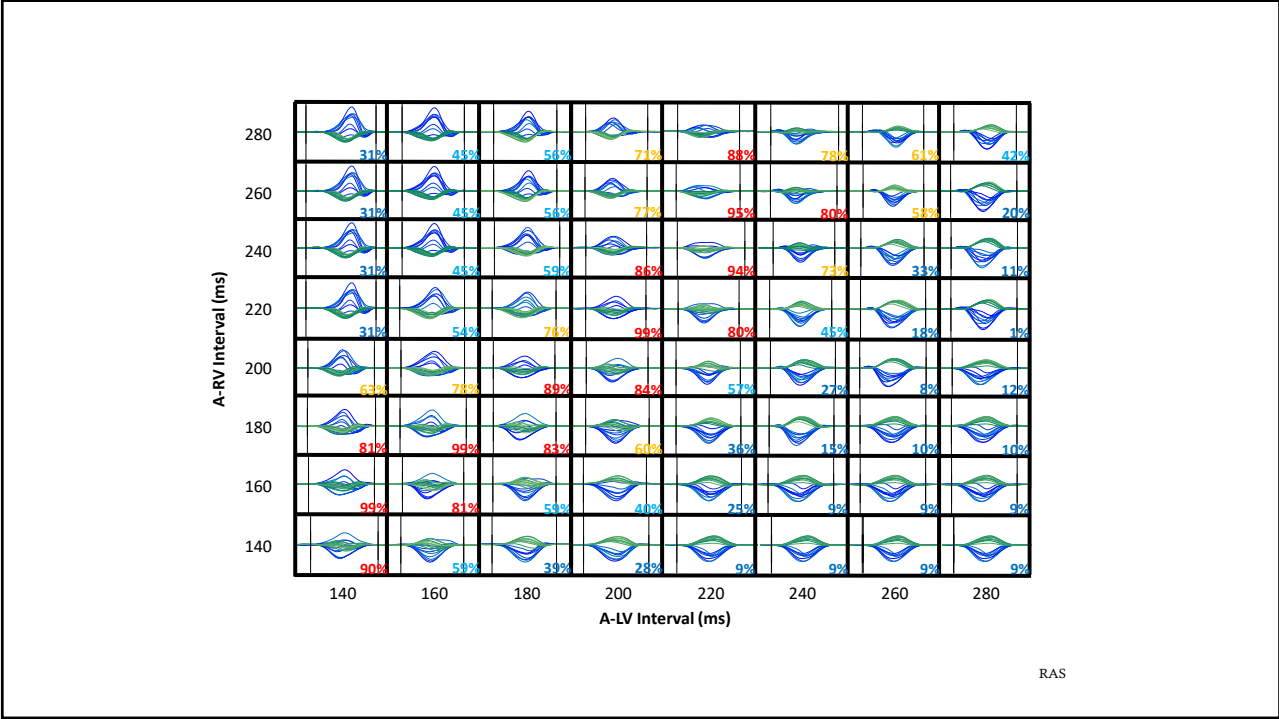 280 31% 45% 56% 71% 88% 78% 61% 42%
260 31% 45% 56% 77% 95% 80% 58% 20%
240 31% 45% 59% 86% 94% 73% 33% 11%
220 31% 54% 76% 99% 80% 45% 18% 1%
200 63% 78% 89% 84% 57% 27% 8% 12%
180 81% 99% 83% 60% 36% 15% 10% 10%
160 99% 81% 59% 40% 25% 9% 9% 9%
140 90% 59% 39% 28% 9% 9% 9% 9%
A-RV Interval (ms)
140 160 180 200 220 240 260 280
A-LV Interval (ms)
RAS